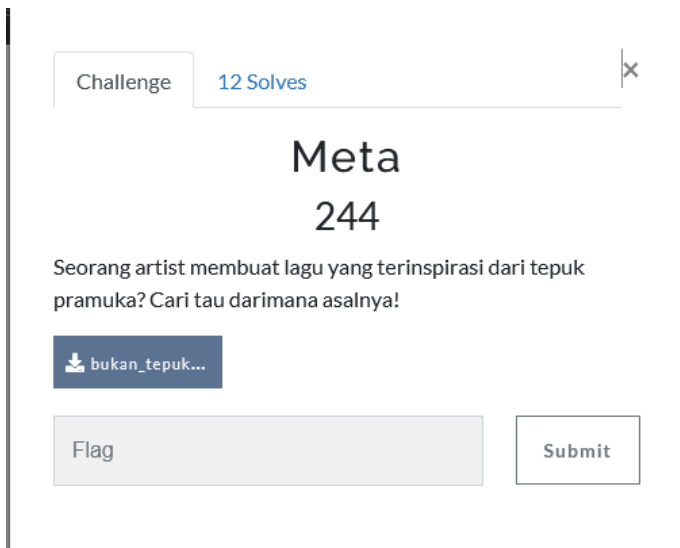 Challenge
12 Solves
×
Meta
244
Seorang artist membuat lagu yang terinspirasi dari tepuk
pramuka? Cari tau darimana asalnya!
bukan_tepuk...
Flag
Submit